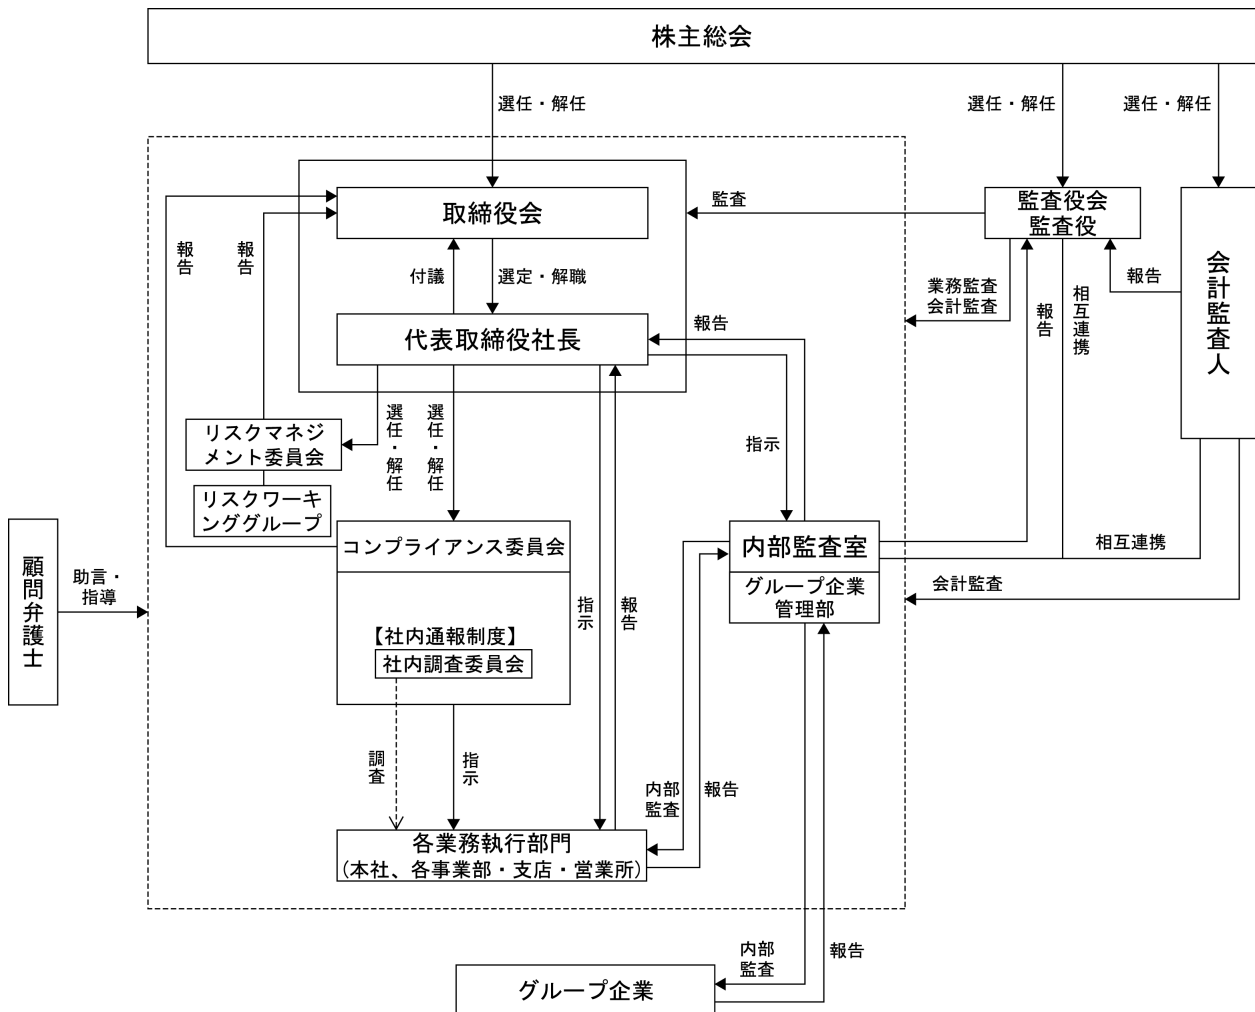 株主総会
選任・解任
選任・解任
選任・解任
取締役会
監査
監査役会
監査役
会計監査人
報告
報告
付議
選定・解職
業務監査
会計監査
報告
相互連携
報告
代表取締役社長
報告
リスクマネジ
メント委員会
選任・解任
選任・解任
指示
リスクワーキ
ンググループ
コンプライアンス委員会
内部監査室
相互連携
顧問弁護士
助言・
指導
指示
報告
グループ企業
管理部
会計監査
【社内通報制度】
社内調査委員会
調査
指示
内部
監査
報告
各業務執行部門
(本社、各事業部・支店・営業所)
内部
監査
報告
グループ企業